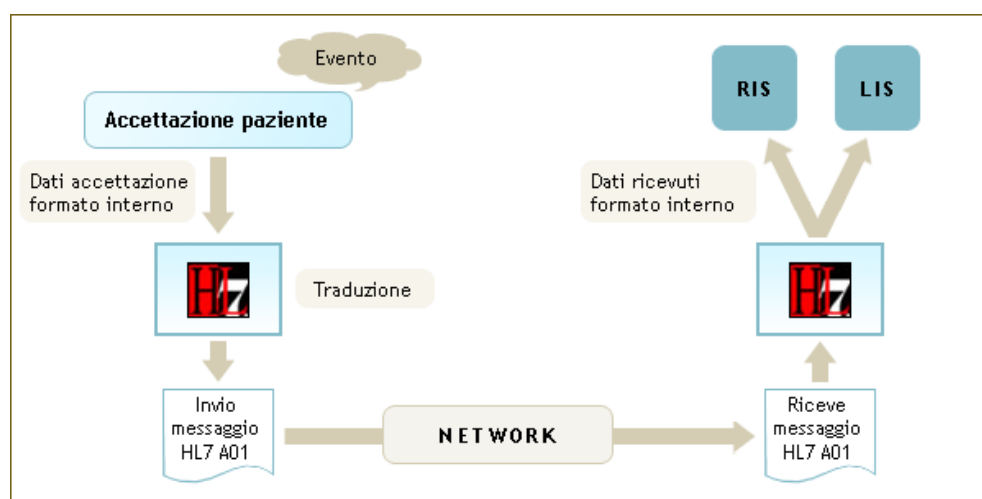 Evento
Accettazione paziente
Dati accettazione
formato interno
HL7
Traduzione
Invio
messaggio
HL7 A01
NETWORK
Riceve
messaggio
HL7 A01
HL7
Dati ricevuti
formato interno
RIS
LIS